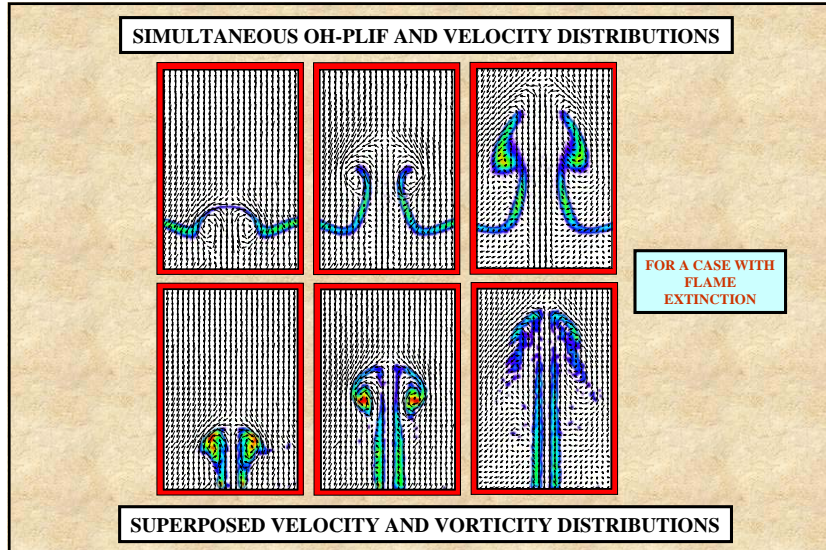 SIMULTANEOUS OH-PLIF AND VELOCITY DISTRIBUTIONS
FOR A CASE WITH
FLAME
EXTINCTION
SUPERPOSED VELOCITY AND VORTICITY DISTRIBUTIONS